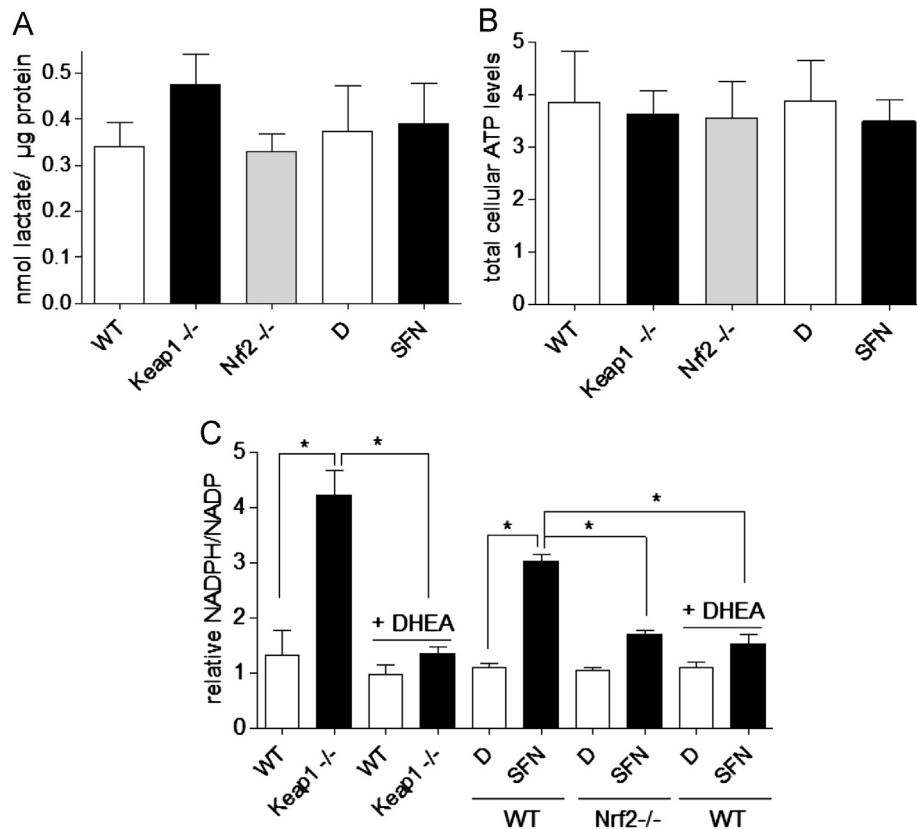 A
nmol lactate/ µg protein
0.5
0.4
0.3
0.2
0.1
0.0
WT
Keap1 -/-
Nrf2 -/-
D
SFN
B
total cellular ATP levels
5
4
3
2
1
0
WT
Keap1 -/-
Nrf2 -/-
D
SFN
C
relative NADPH/NADP
5
4
3
2
1
0
*
*
*
*
*
+ DHEA
+ DHEA
WT
Keap1 -/-
WT
Keap1 -/-
D
SFN
D
SFN
D
SFN
WT
Nrf2-/-
WT